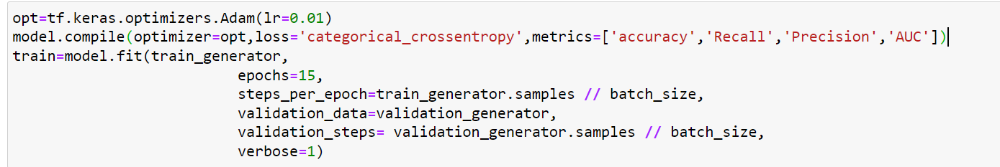 opt=tf.keras.optimizers.Adam(lr=0.01)
model.compile(optimizer=opt,loss='categorical_crossentropy',metrics=['accuracy','Recall','Precision','AUC'])
train=model.fit(train_generator,
                          epochs=15,
                          steps_per_epoch=train_generator.samples // batch_size,
                          validation_data=validation_generator,
                          validation_steps= validation_generator.samples // batch_size,
                          verbose=1)